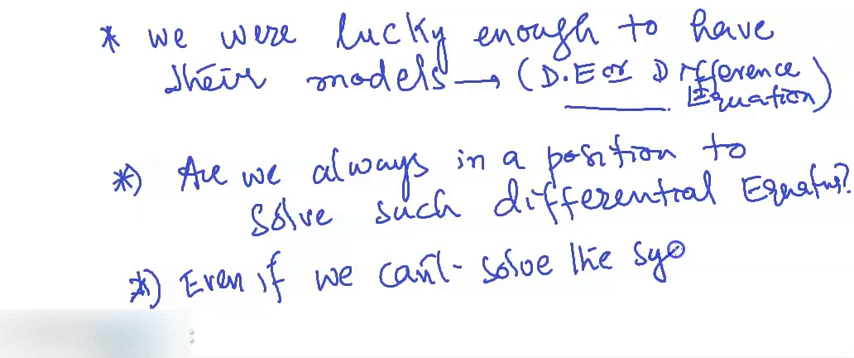 * we were lucky enough to have
their models → (D.E or Difference
Equation)
*) Are we always in a position to
solve such differential Equations?
*) Even if we can't solve the sys